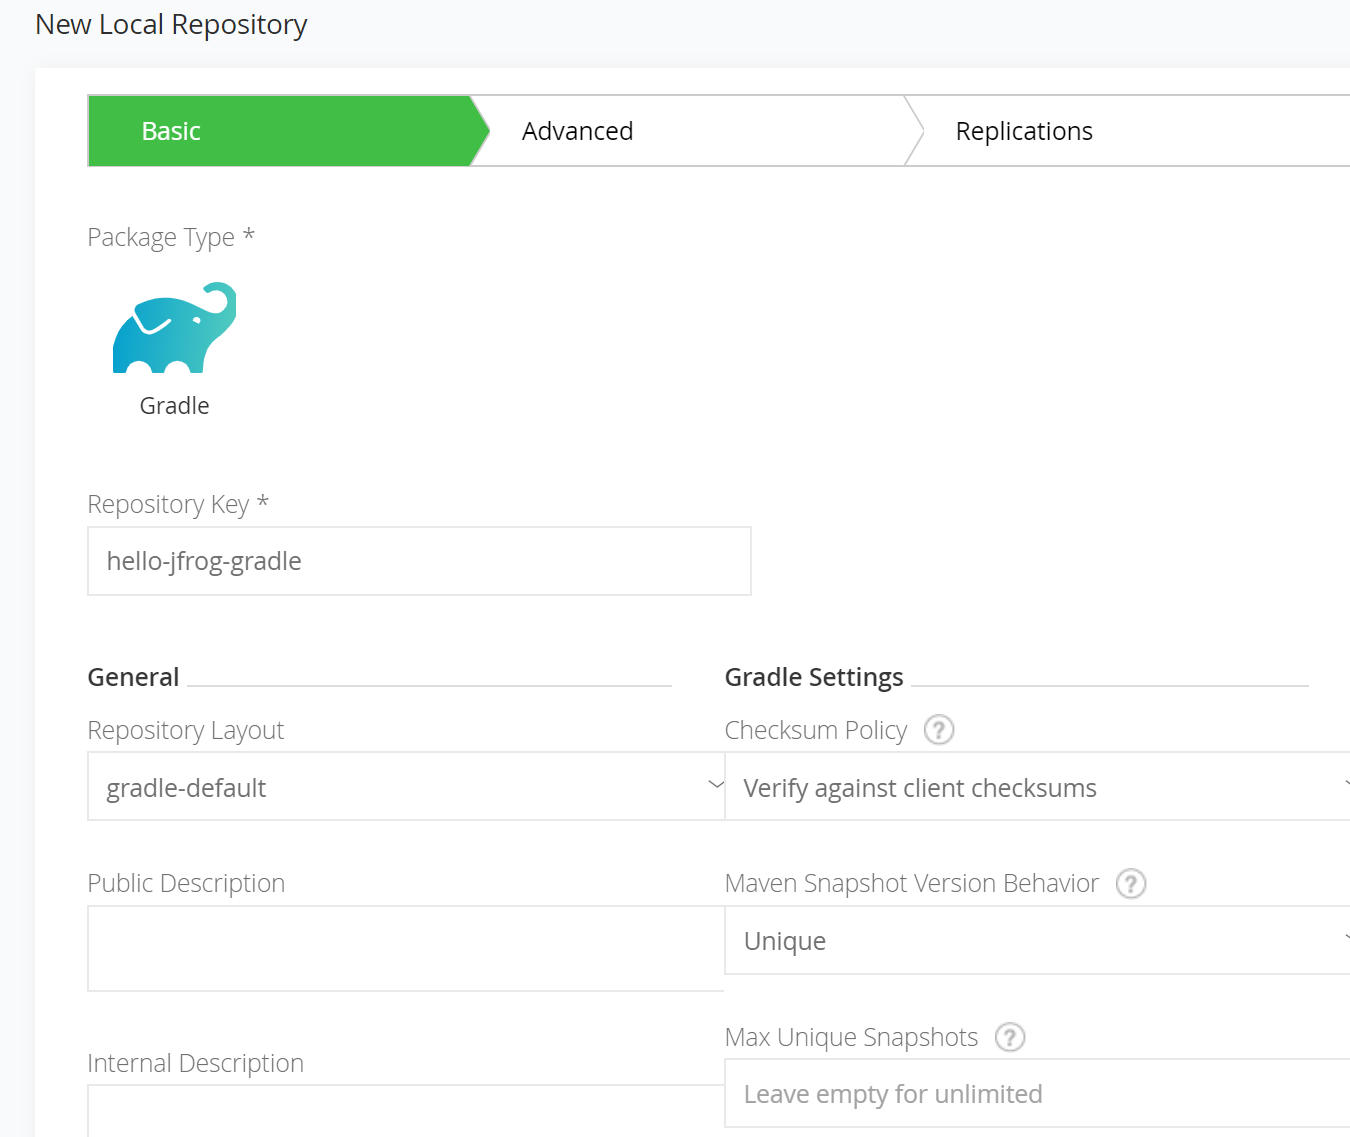 New Local Repository
Basic
Advanced
Replications
Package Type *
Gradle
Repository Key *
hello-jfrog-gradle
General
Repository Layout
gradle-default
Public Description
Internal Description
Gradle Settings
Checksum Policy ?
Verify against client checksums
Maven Snapshot Version Behavior ?
Unique
Max Unique Snapshots ?
Leave empty for unlimited